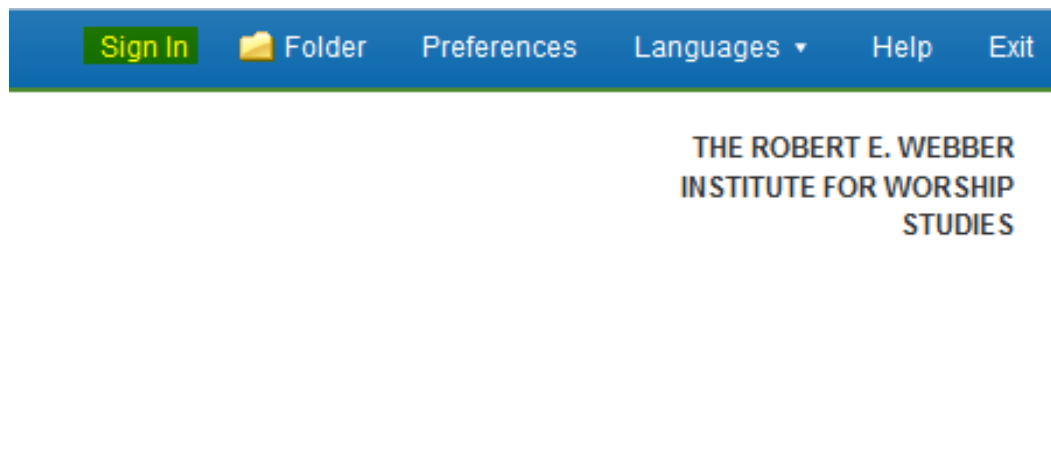 Sign In Folder Preferences Languages Help Exit
THE ROBERT E. WEBBER
INSTITUTE FOR WORSHIP
STUDIES